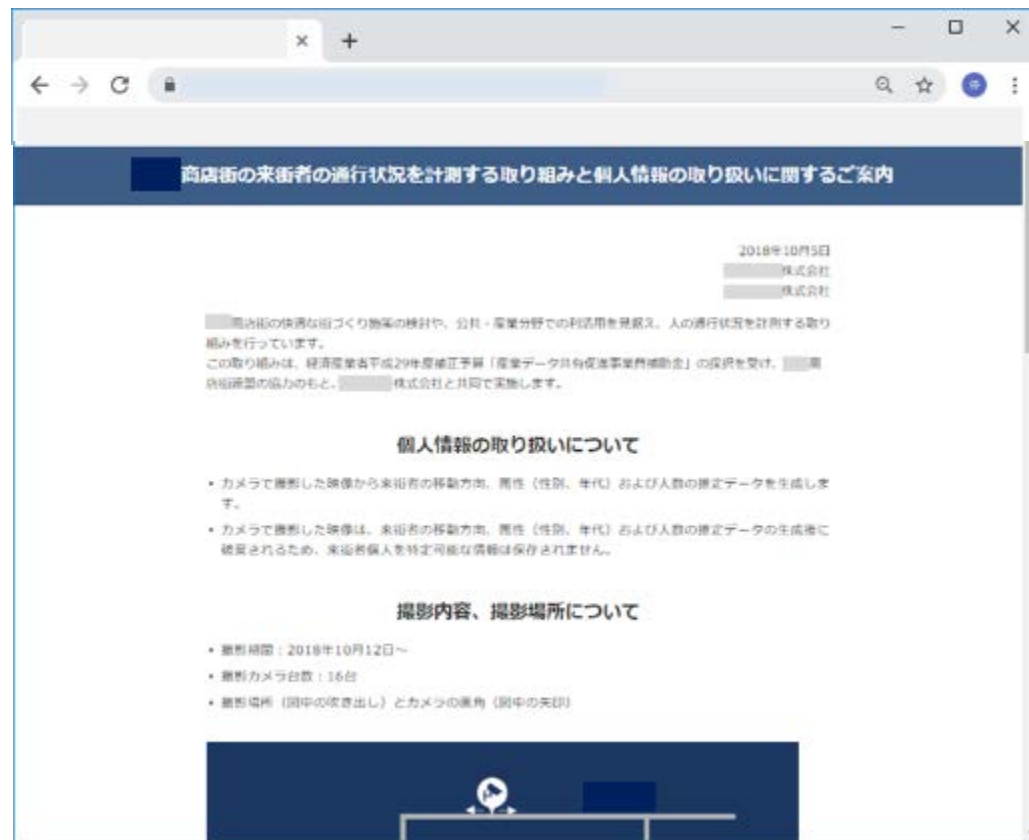 商店街の来街者の通行状況を計測する取り組みと個人情報の取り扱いに関するご案内
2018年10月5日
株式会社
株式会社
商店街の快適な街づくり施策の検討や、公共・産業分野での利活用を見据え、人の通行状況を計測する取り
組みを行っています。
この取り組みは、経済産業省平成29年度補正予算「産業データ共有促進事業費補助金」の採択を受け、商
店街連盟の協力のもと、株式会社と共同で実施します。
個人情報の取り扱いについて
• カメラで撮影した映像から来街者の移動方向、属性（性別、年代）および人数の推定データを生成しま
す。
• カメラで撮影した映像は、来街者の移動方向、属性（性別、年代）および人数の推定データの生成後に
破棄されるため、来街者個人を特定可能な情報は保存されません。
撮影内容、撮影場所について
• 撮影期間：2018年10月12日～
• 撮影カメラ台数：16台
• 撮影場所（図中の吹き出し）とカメラの画角（図中の矢印）